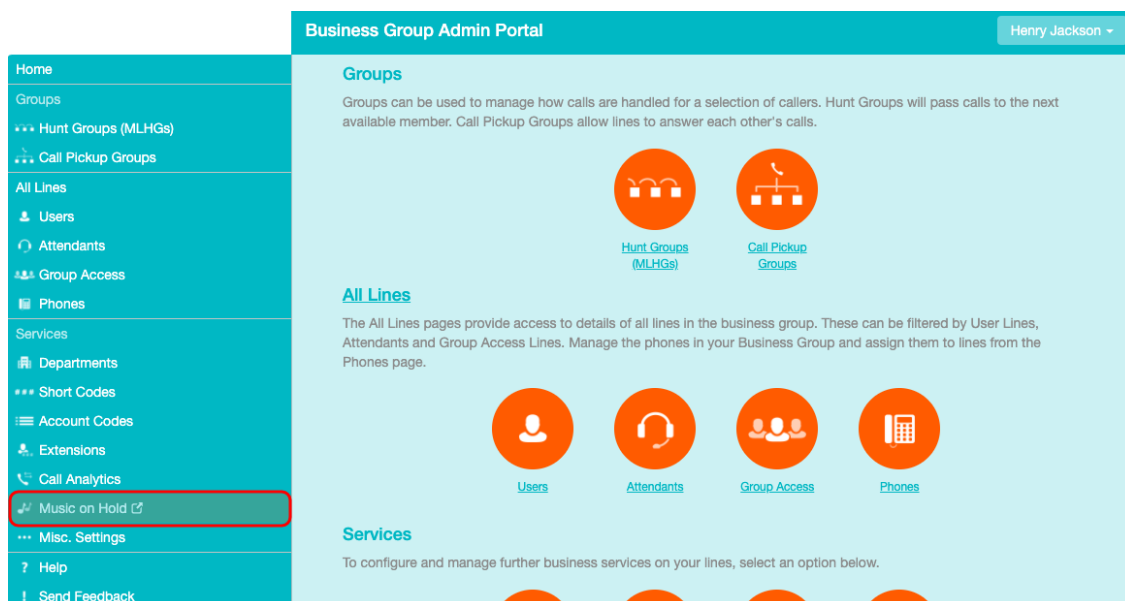 Business Group Admin Portal
Henry Jackson
Home
Groups
Hunt Groups (MLHGs)
Call Pickup Groups
All Lines
Users
Attendants
Group Access
Phones
Services
Departments
Short Codes
Account Codes
Extensions
Call Analytics
Music on Hold
Misc. Settings
? Help
! Send Feedback
Groups
Groups can be used to manage how calls are handled for a selection of callers. Hunt Groups will pass calls to the next
available member. Call Pickup Groups allow lines to answer each other's calls.
Hunt Groups
(MLHGs)
Call Pickup
Groups
All Lines
The All Lines pages provide access to details of all lines in the business group. These can be filtered by User Lines,
Attendants and Group Access Lines. Manage the phones in your Business Group and assign them to lines from the
Phones page.
Users
Attendants
Group Access
Phones
Services
To configure and manage further business services on your lines, select an option below.